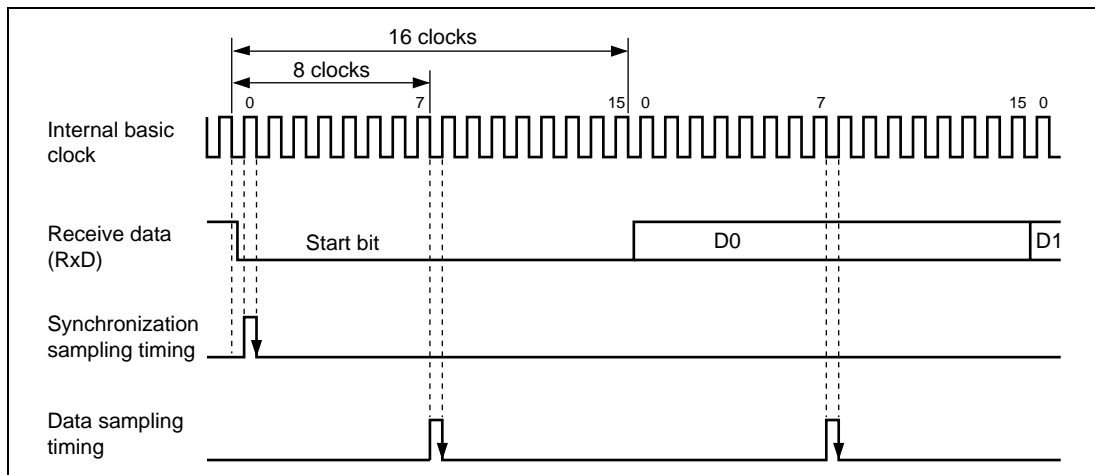 16 clocks
8 clocks
0 7 15 0 7 15 0
Internal basic
clock
Receive data
(RxD)
Start bit D0 D1
Synchronization
sampling timing
Data sampling
timing